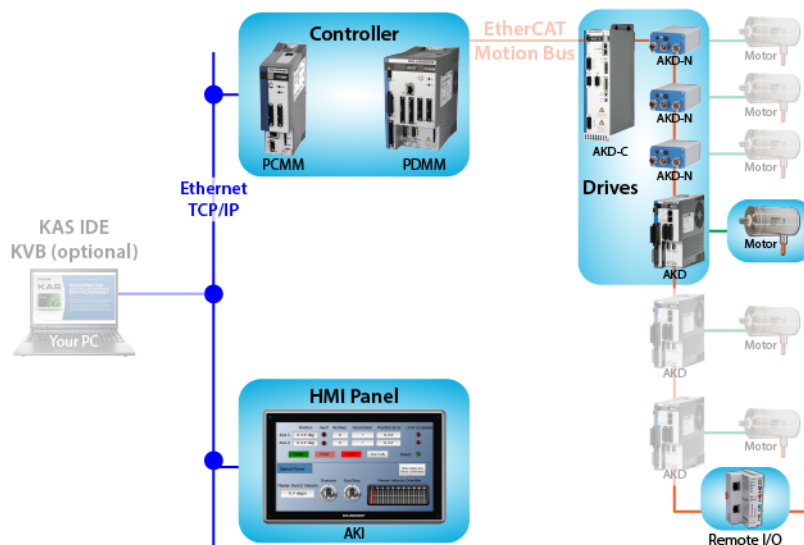 Controller
PCMM
PDMM
EtherCAT
Motion Bus
AKD-C
AKD-N
AKD-N
AKD-N
Drives
AKD
Motor
Motor
Motor
Motor
Ethernet
TCP/IP
KAS IDE
KVB (optional)
KAS
Your PC
HMI Panel
AKI
AKD
Motor
AKD
Motor
Remote I/O